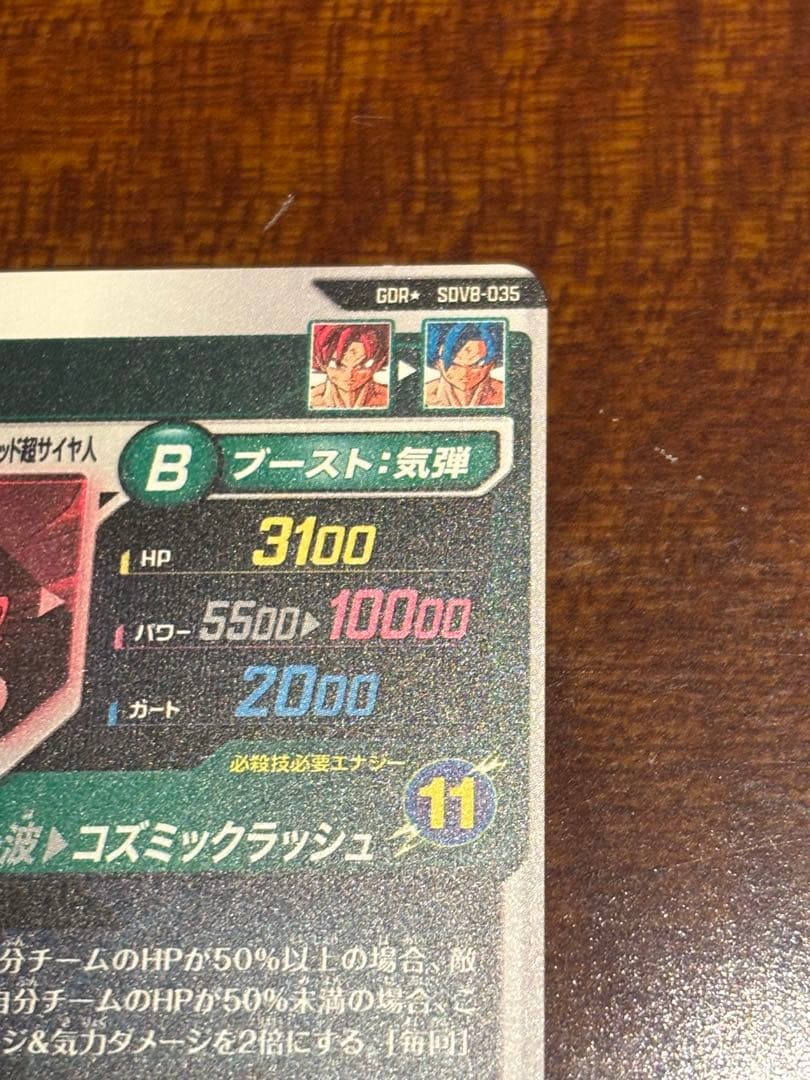 GDR★ SDV8-035
ッド超サイヤ人
B ブースト:気弾
HP 3100
パワー 5500▶10000
ガード 2000
必殺技必要エナジー
11
波▶コズミックラッシュ
分チームのHPが50%以上の場合、敵
自分チームのHPが50%未満の場合、こ
ジ&気力ダメージを2倍にする。[毎回]